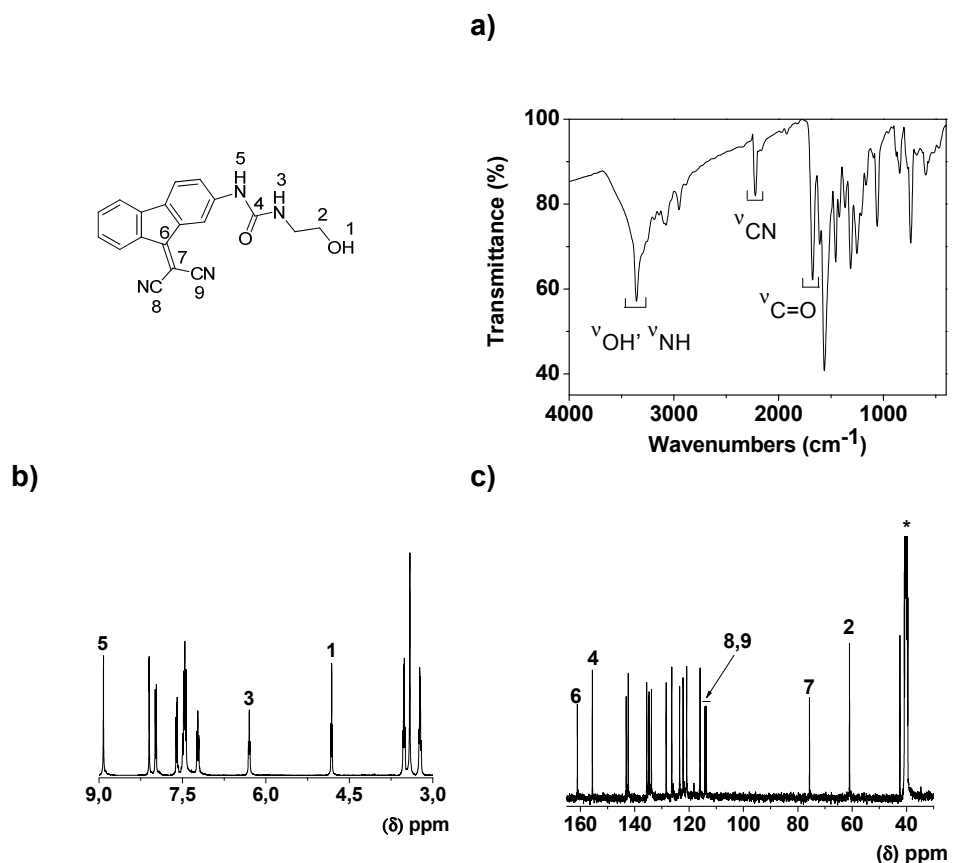 a)
H
N
5
H
N
3
4
O
2
1
OH
6
7
NC
8
CN
9
Transmittance (%)
100
80
60
40
νOH, νNH
νCN
νC=O
4000 3000 2000 1000
Wavenumbers (cm-1)
b)
5
3
1
9,0 7,5 6,0 4,5 3,0
(δ) ppm
c)
*
6
4
8,9
7
2
160 140 120 100 80 60 40
(δ) ppm